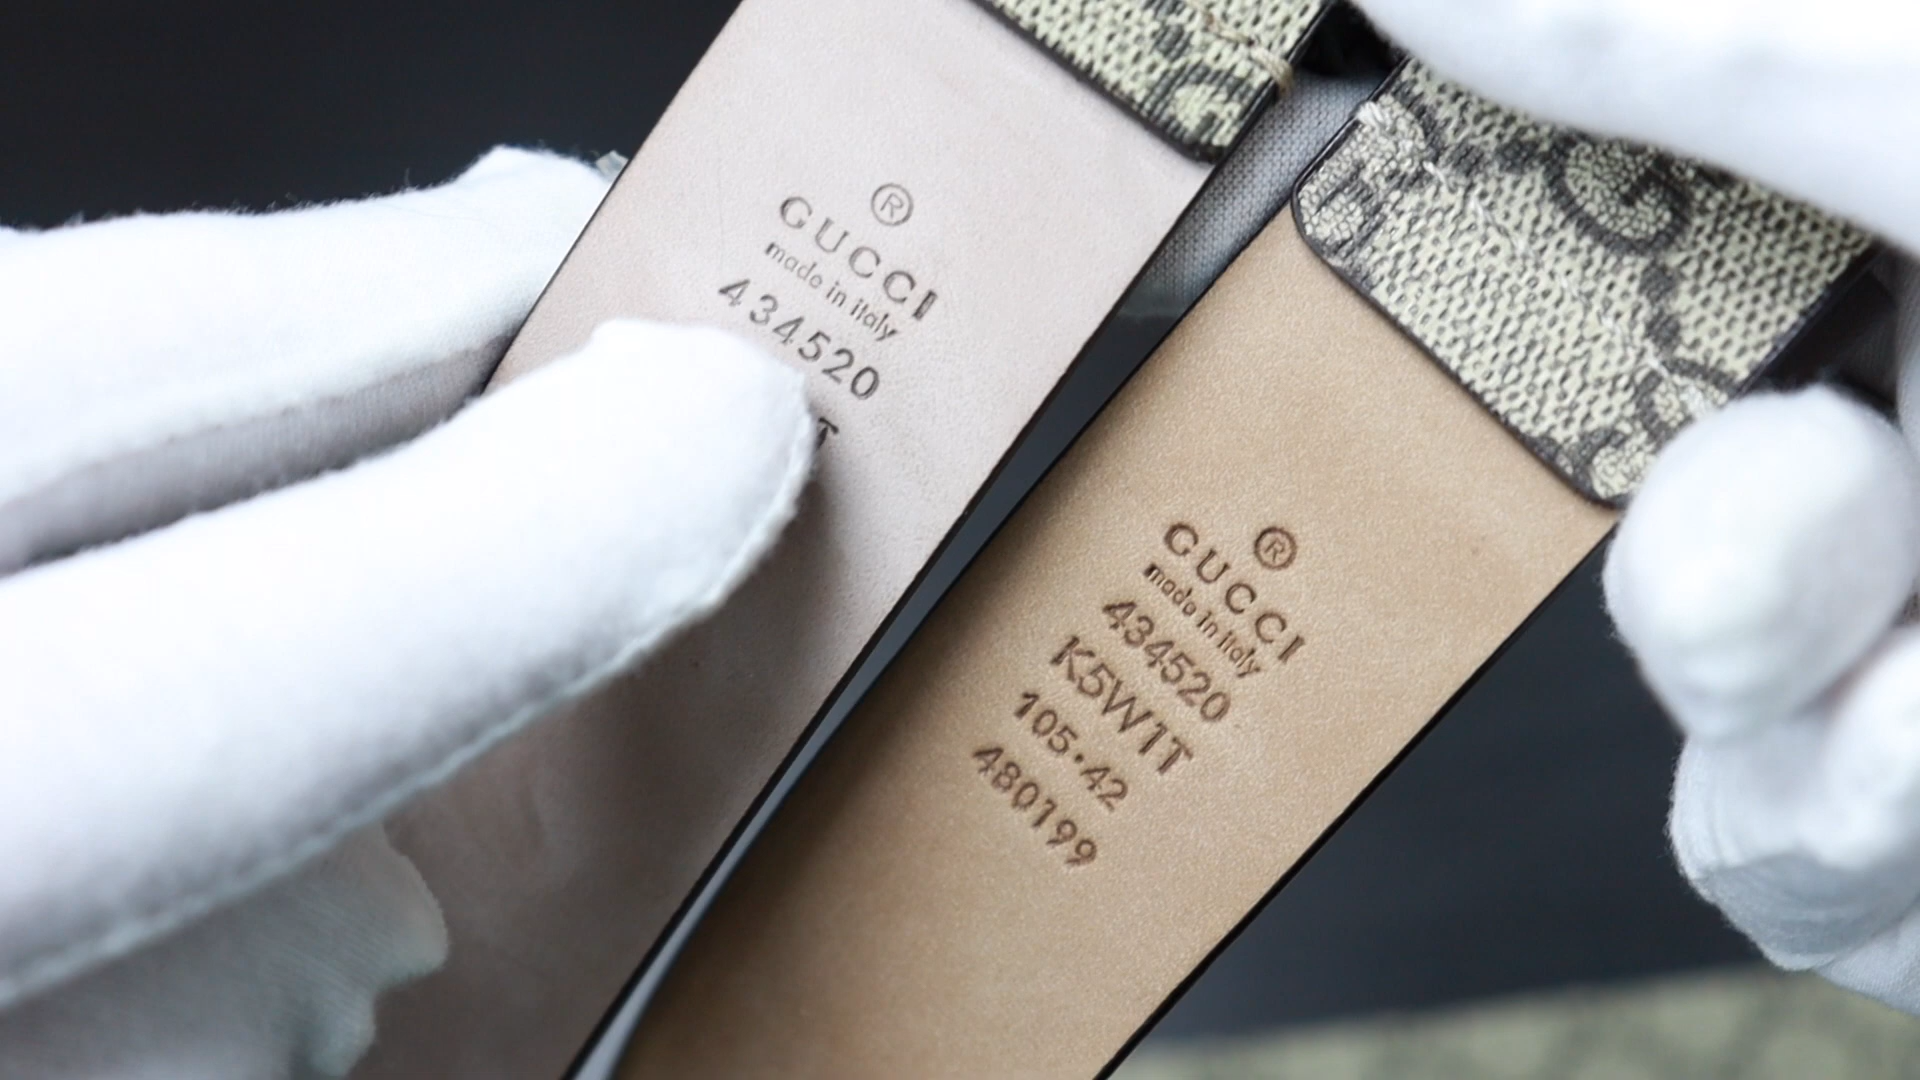 ®
GUCCI
made in italy
434520
T
®
GUCCI
made in italy
434520
K5W1T
105·42
480199